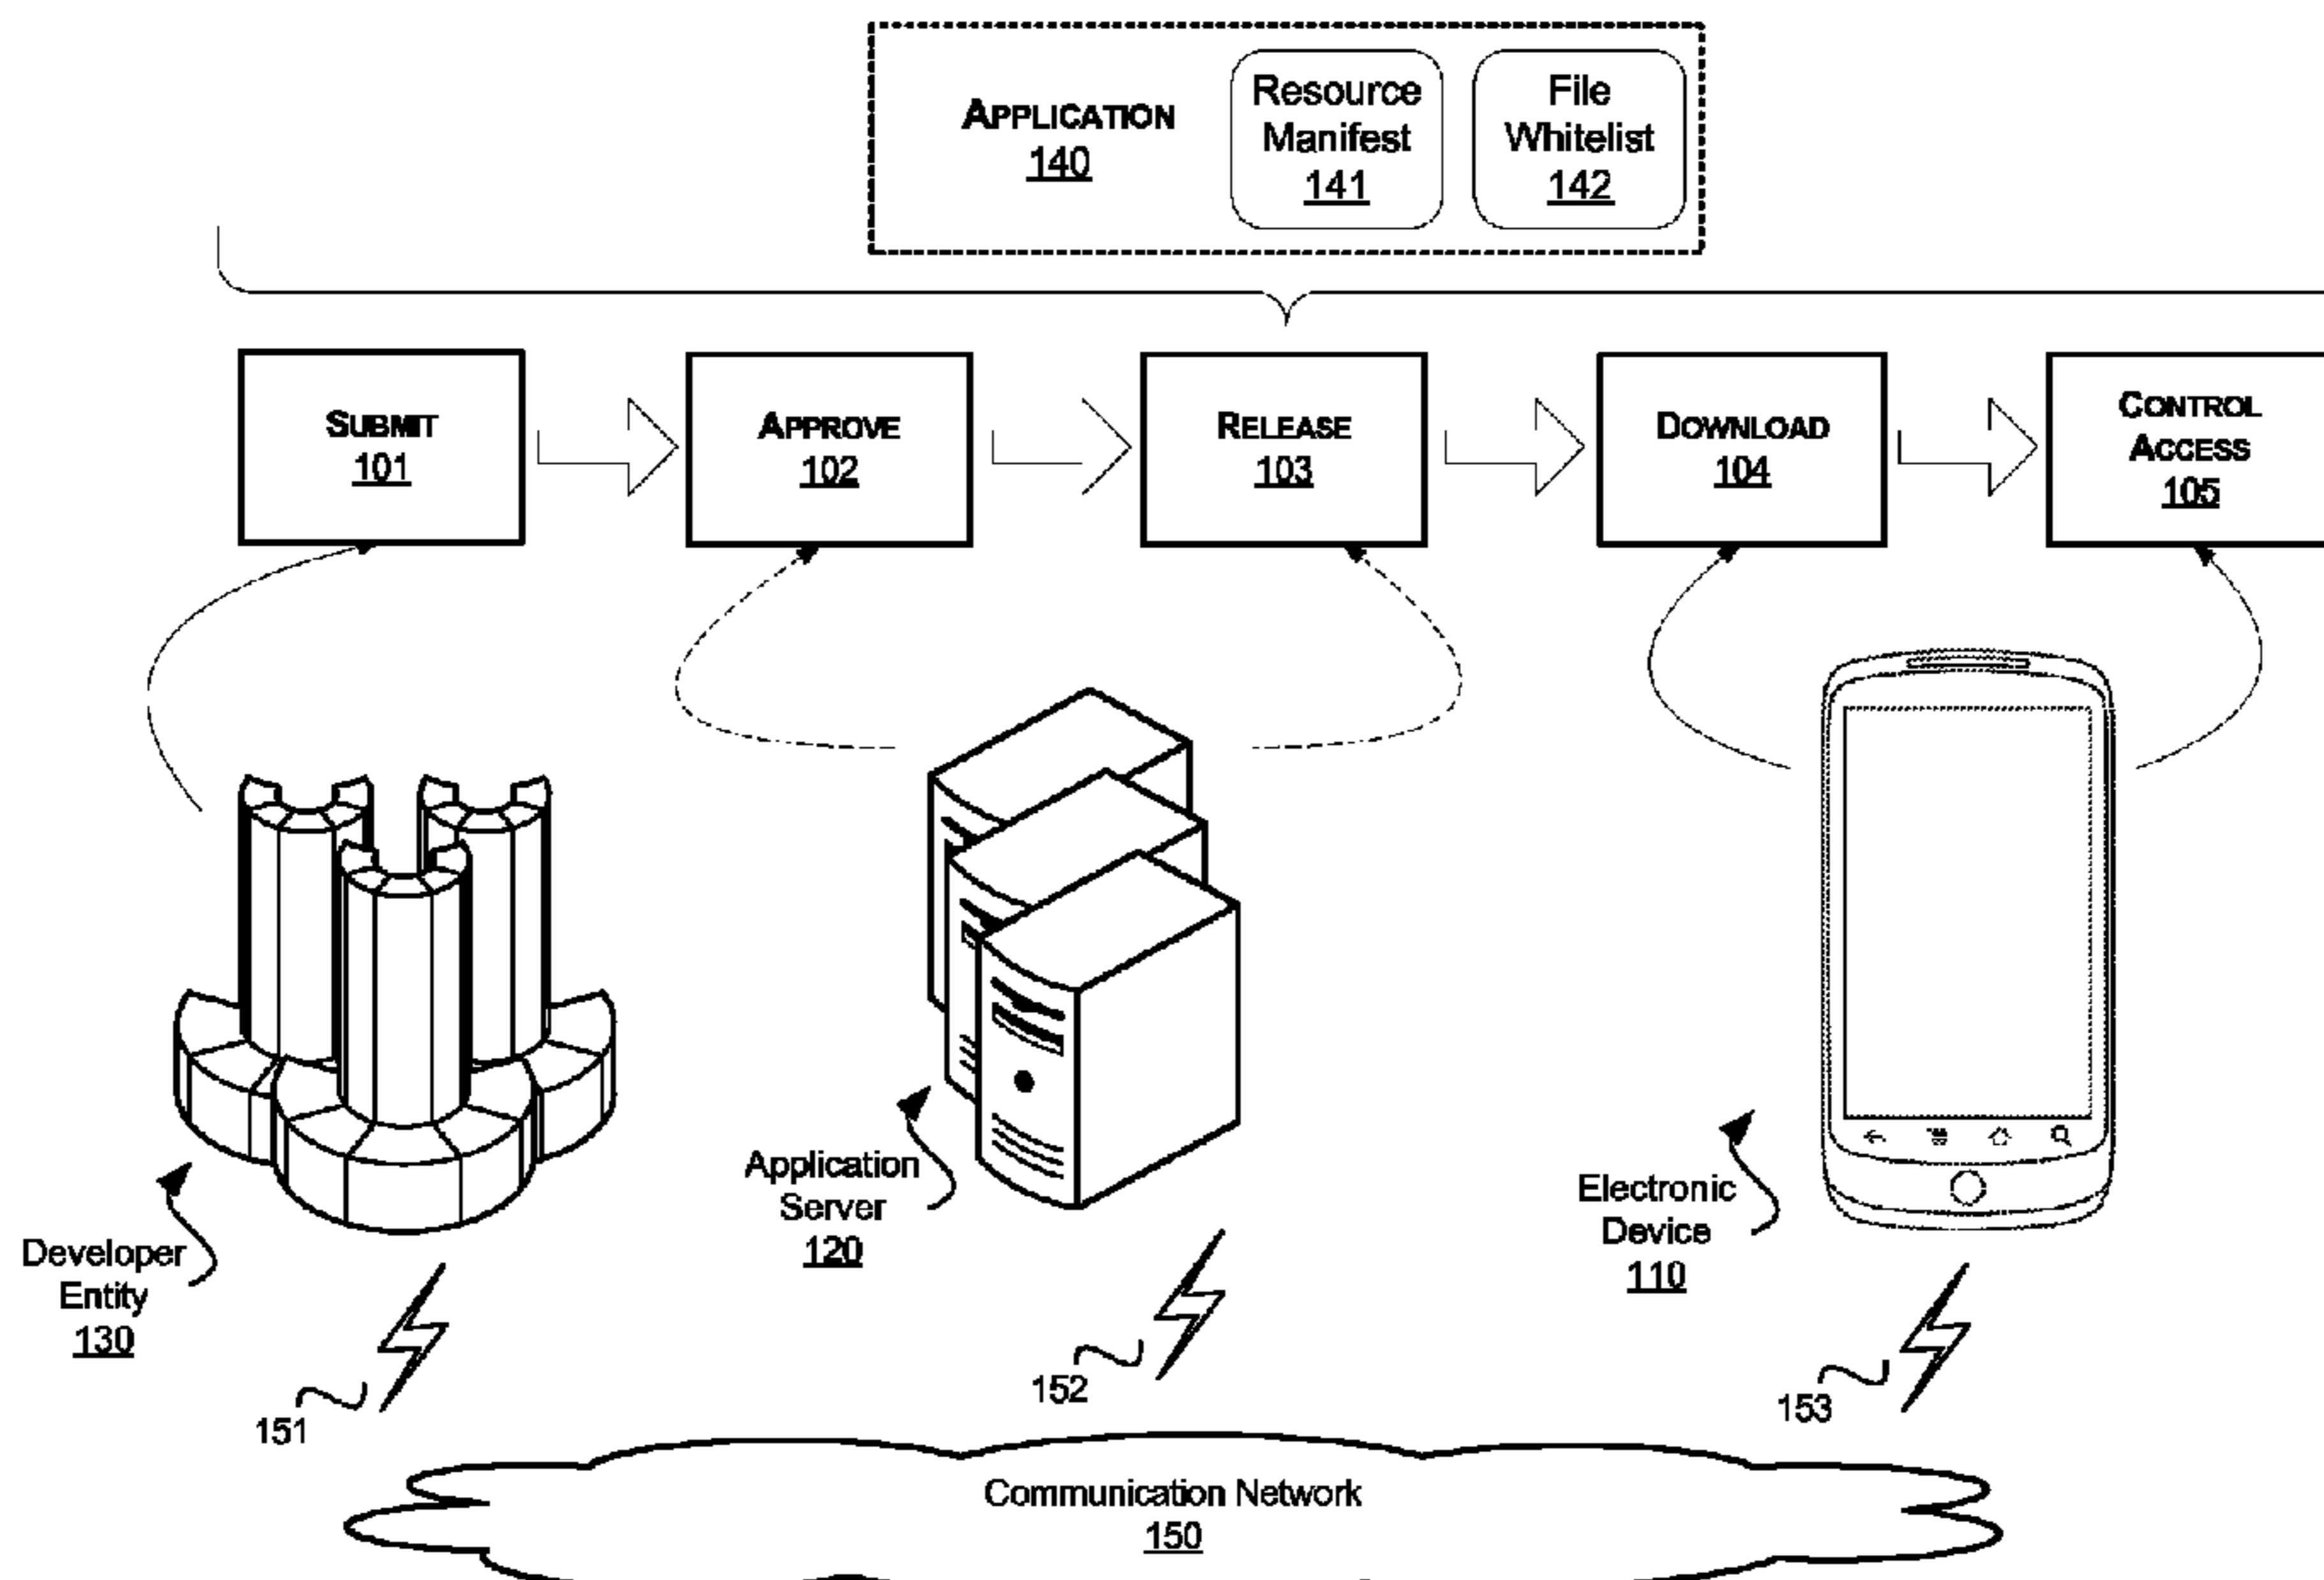 APPLICATION
140
Resource
Manifest
141
File
Whitelist
142
SUBMIT
101
APPROVE
102
RELEASE
103
DOWNLOAD
104
CONTROL
ACCESS
105
Developer
Entity
130
Application
Server
120
Electronic
Device
110
151
152
153
Communication Network
150